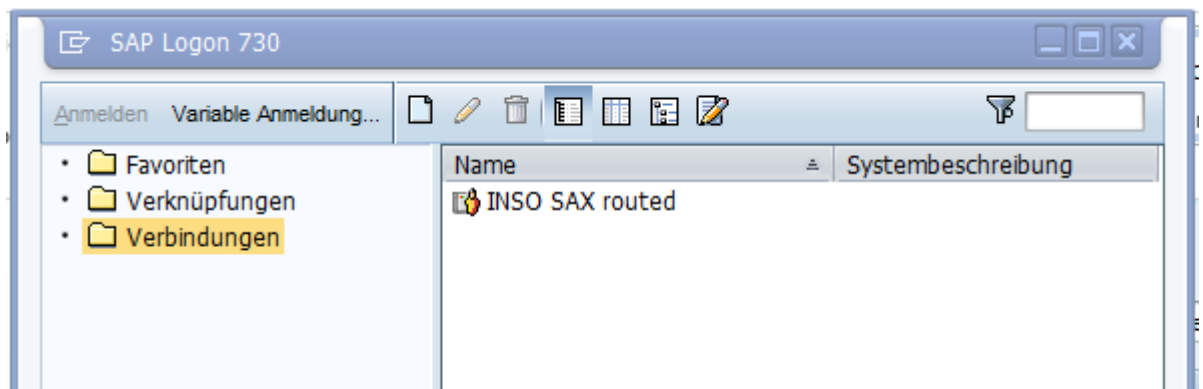 SAP Logon 730
Anmelden Variable Anmeldung...
Favoriten
Verknüpfungen
Verbindungen
Name Systembeschreibung
INSO SAX routed